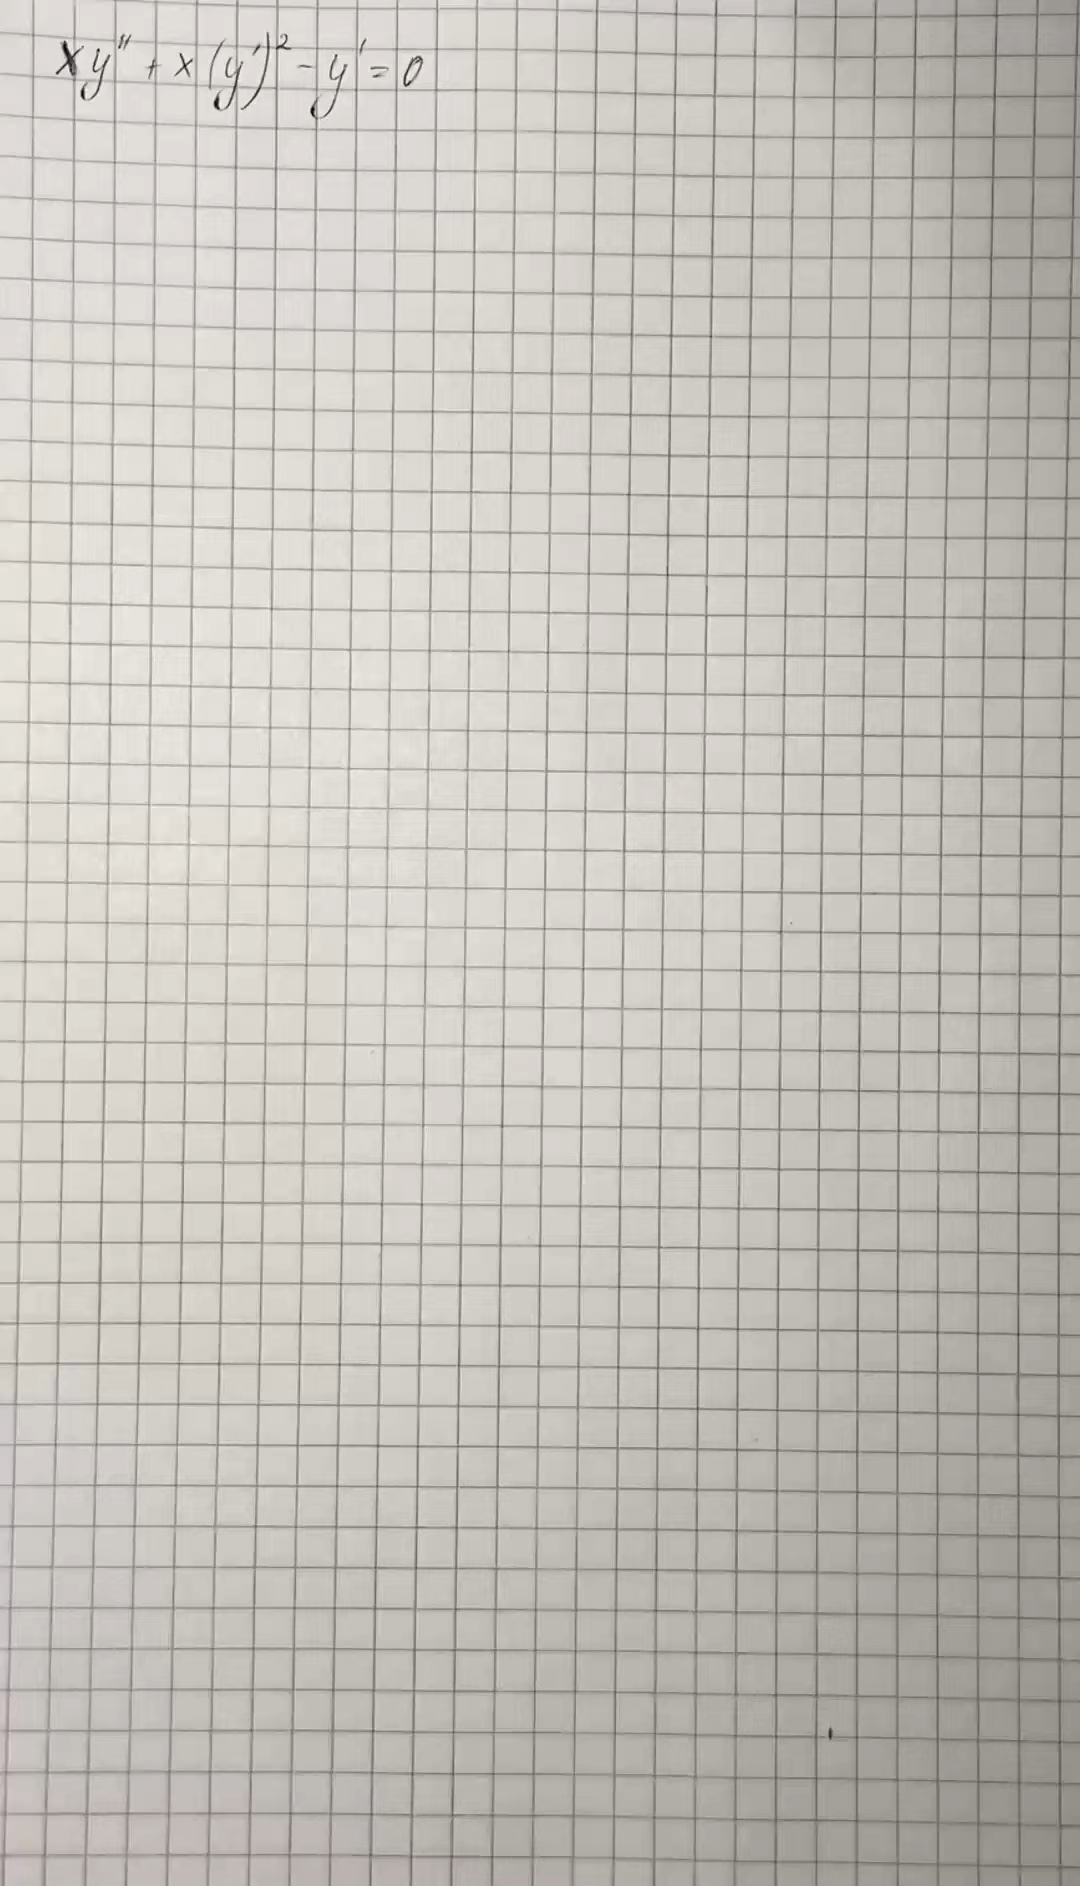 xy'' + x(y')² - y' = 0